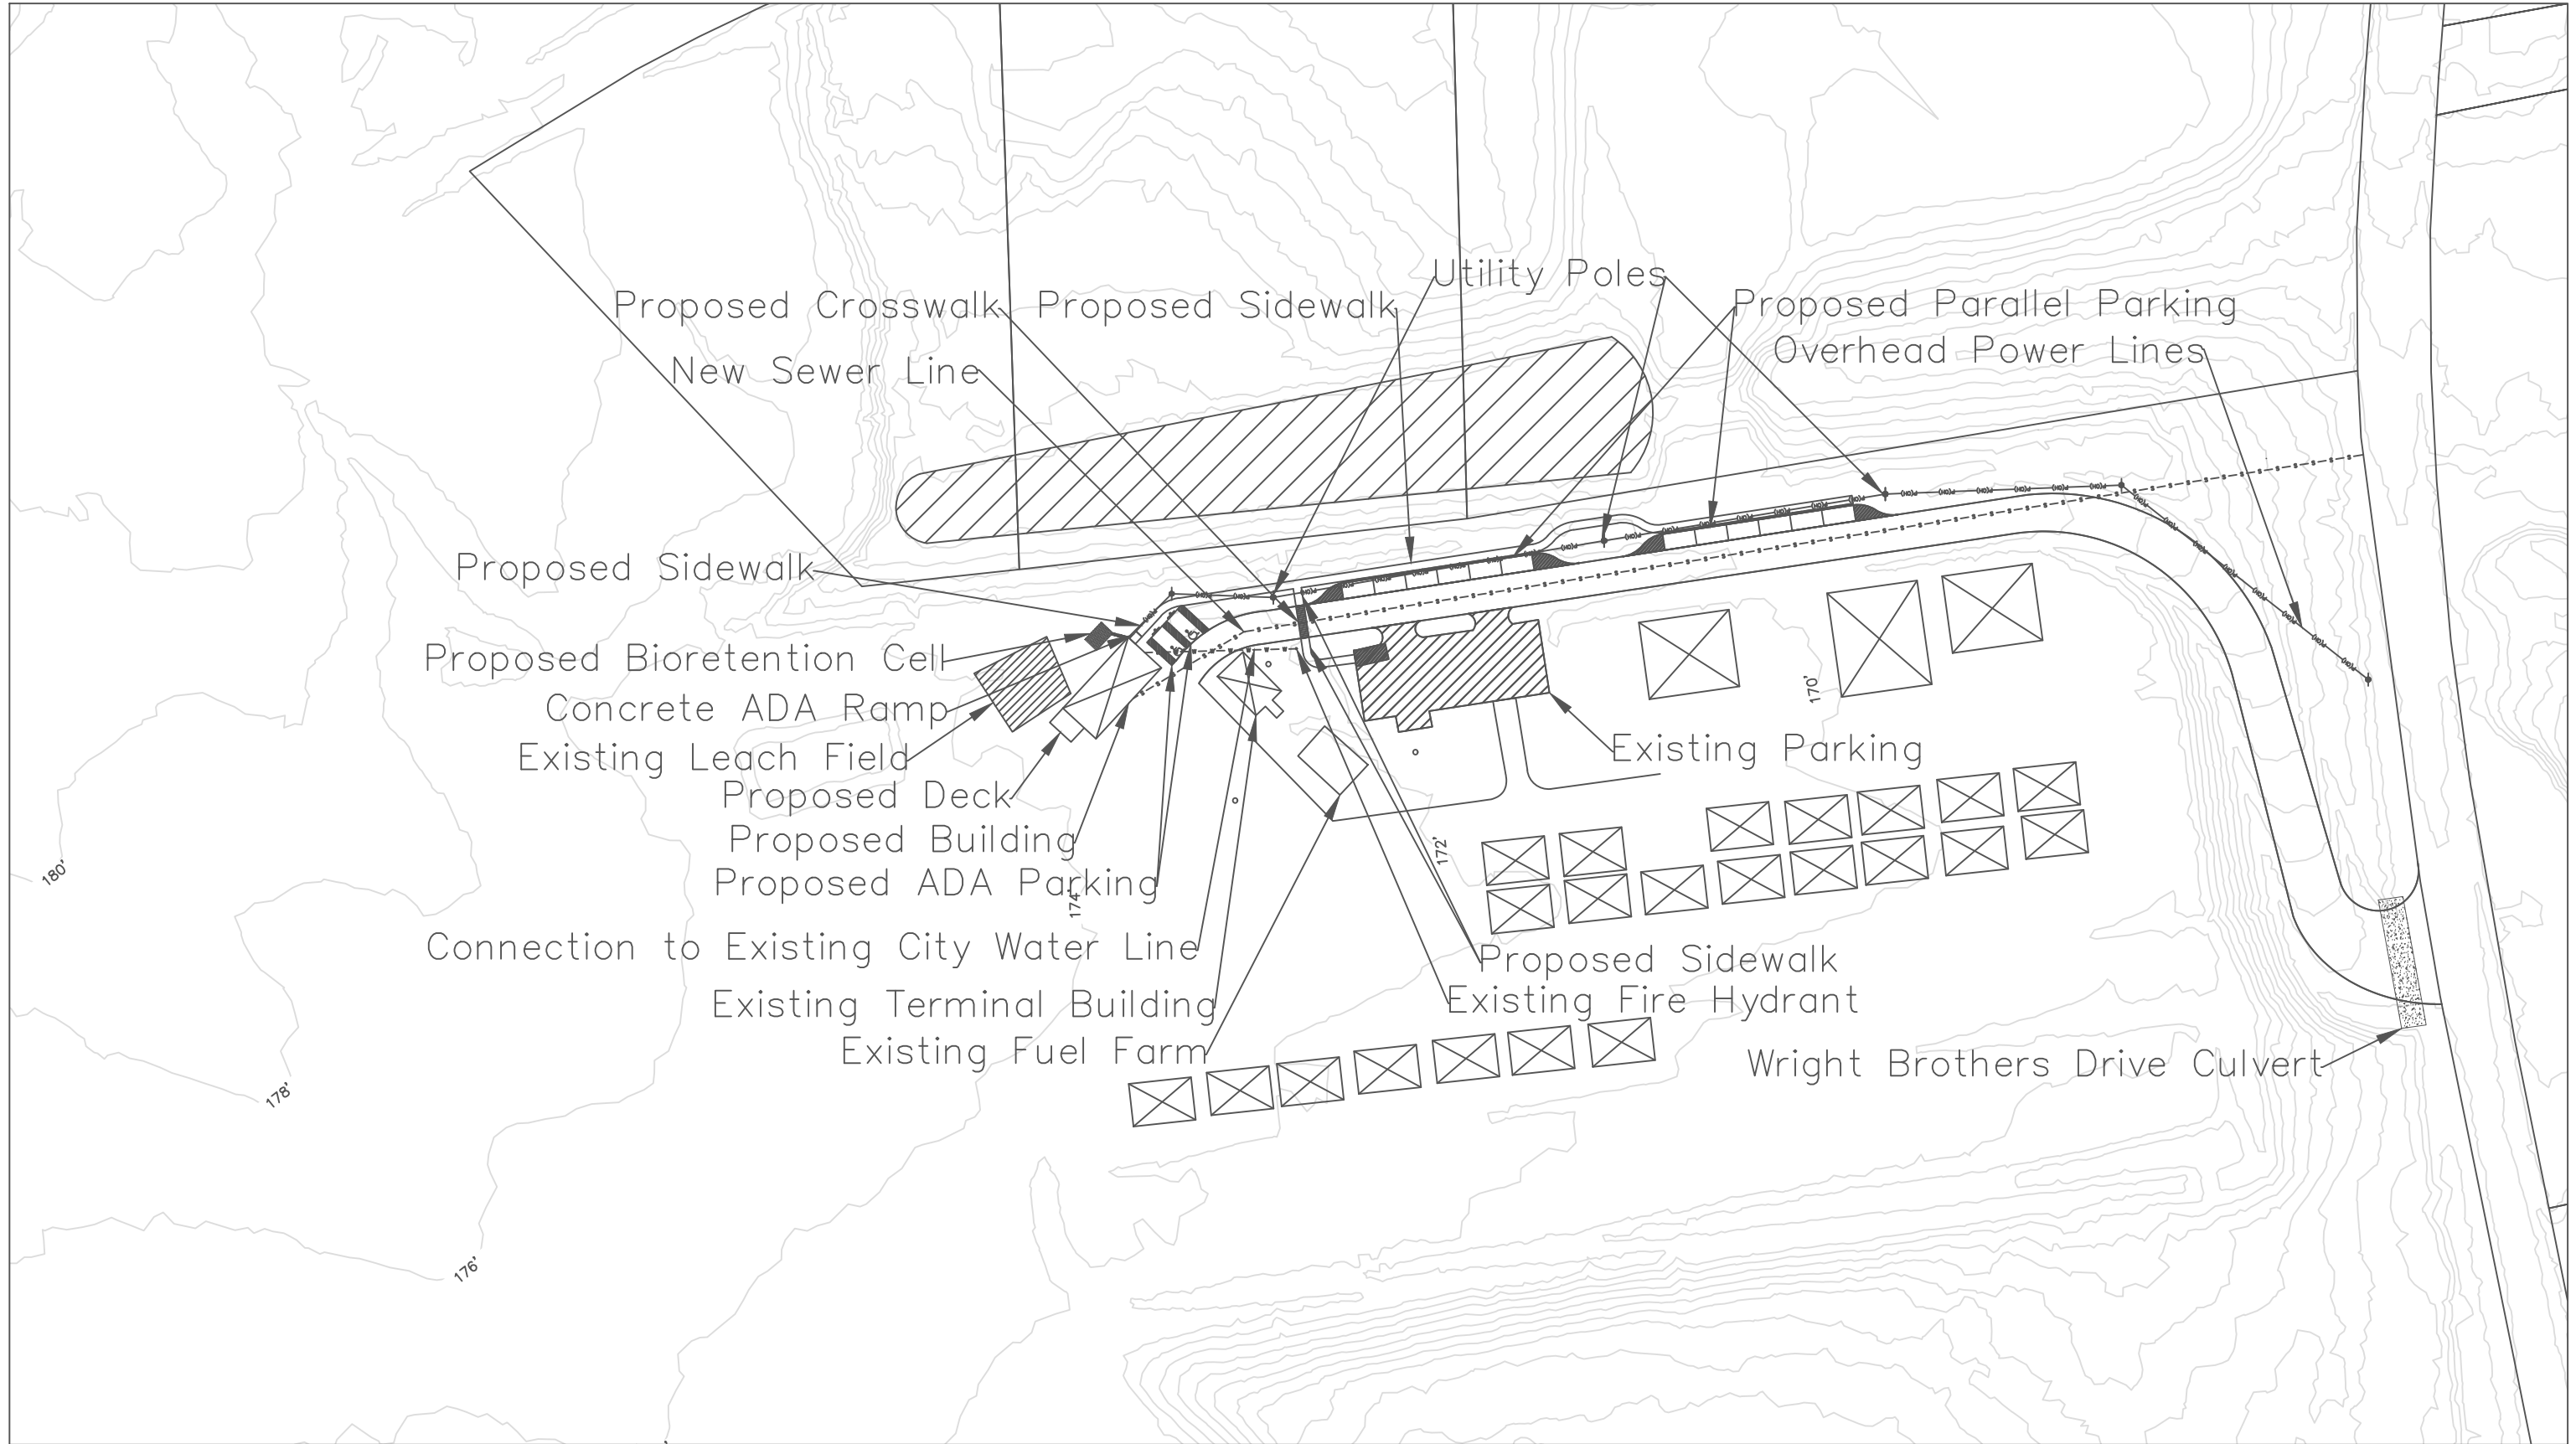 Utility Poles
Proposed Crosswalk
Proposed Sidewalk
Proposed Parallel Parking
Overhead Power Lines
New Sewer Line
Proposed Sidewalk
Proposed Bioretention Cell
Concrete ADA Ramp
170'
Existing Leach Field
Existing Parking
Proposed Deck
Proposed Building
172'
180'
Proposed ADA Parking
174'
Connection to Existing City Water Line
Proposed Sidewalk
Existing Terminal Building
Existing Fire Hydrant
Existing Fuel Farm
Wright Brothers Drive Culvert
178'
176'